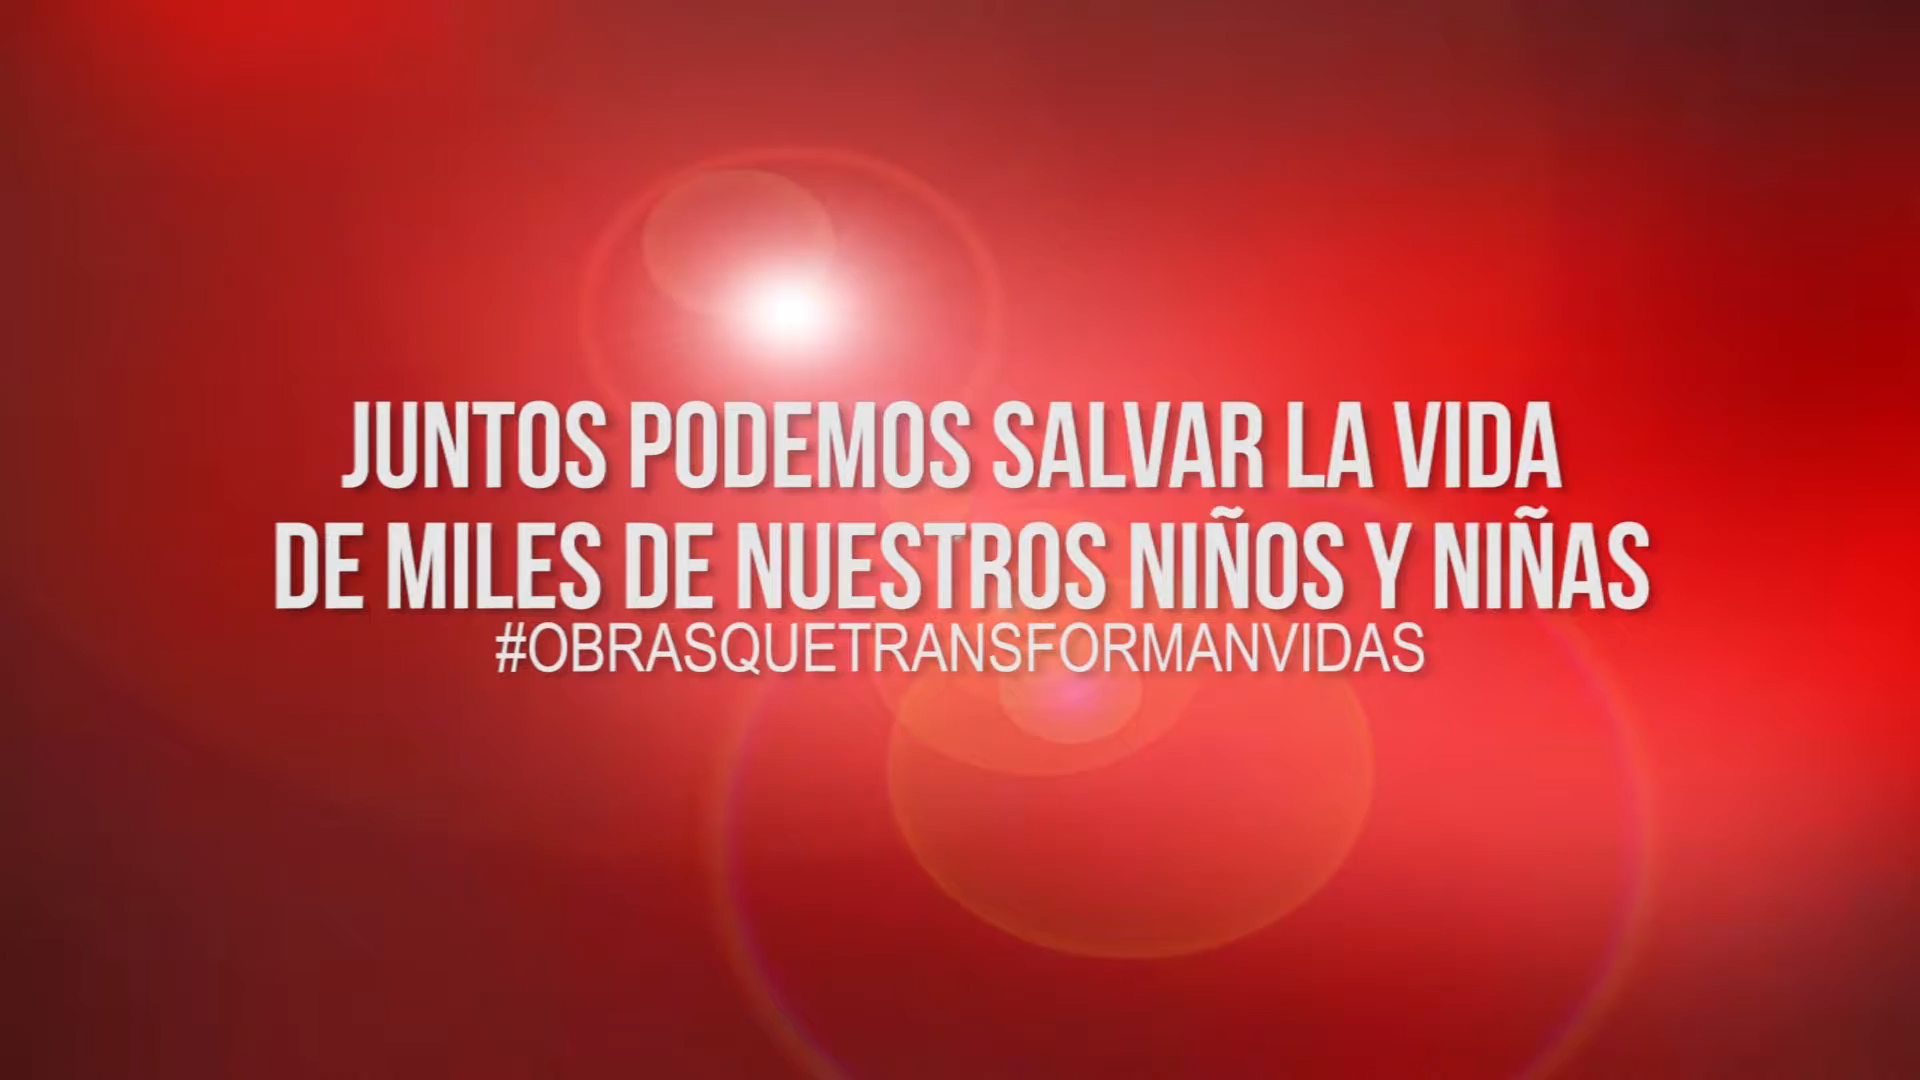 JUNTOS PODEMOS SALVAR LA VIDA
DE MILES DE NUESTROS NIÑOS Y NIÑAS
#OBRASQUETRANSFORMANVIDAS